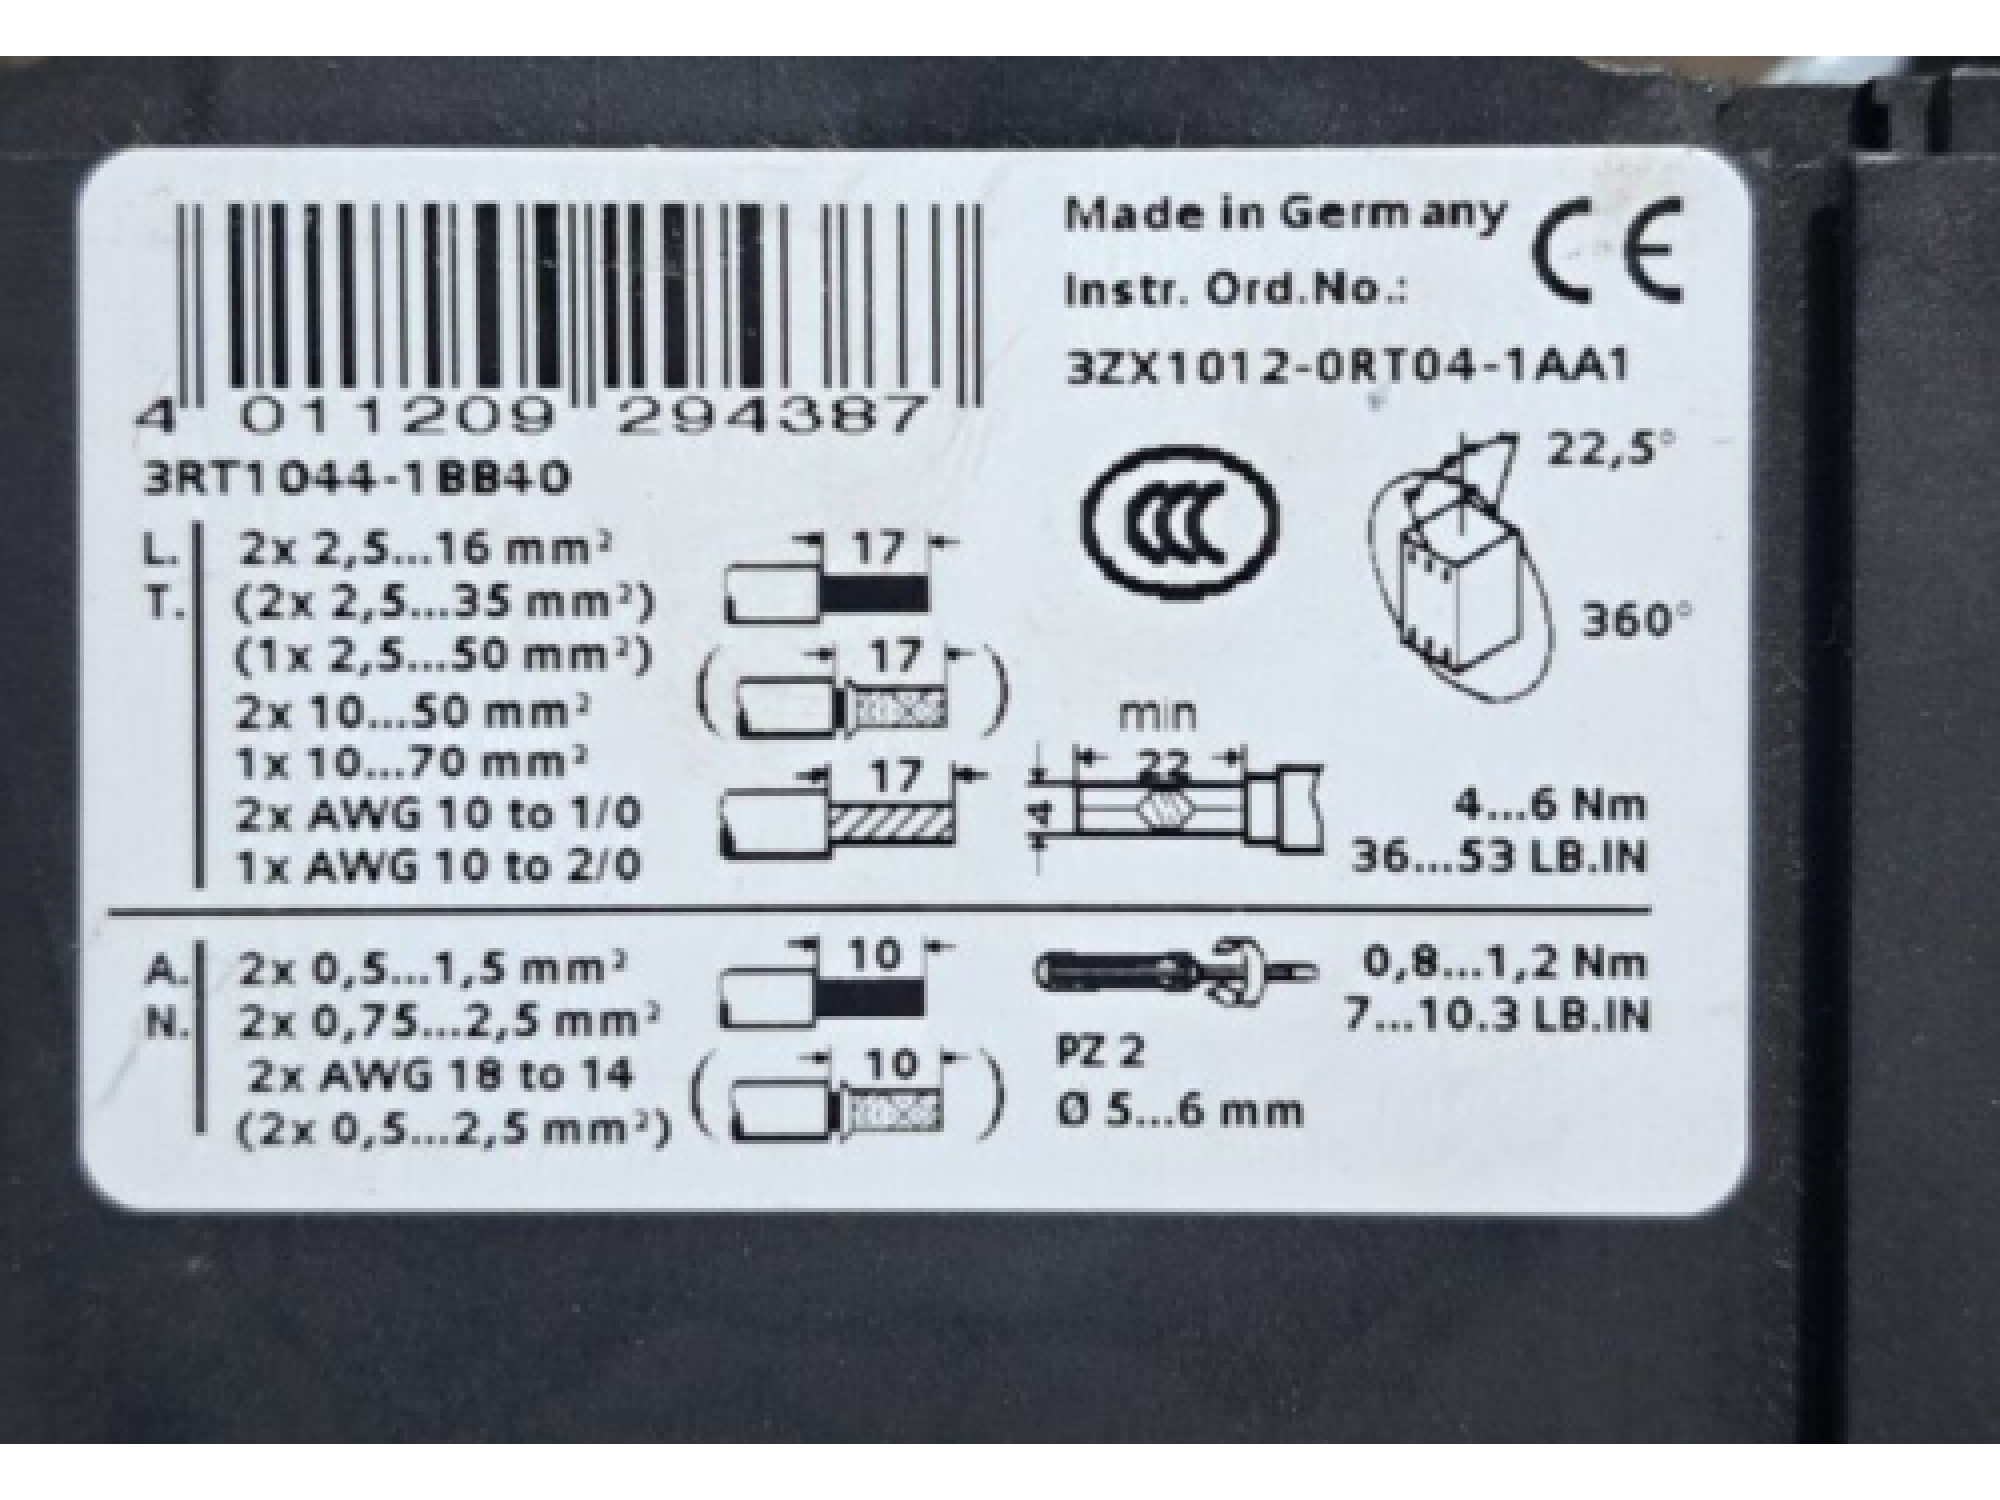 Made in Germany CE
Instr. Ord.No.:
3ZX1012-0RT04-1AA1
4 011209 294387
3RT1044-1BB40
CCC
22,5°
360°
L. 2x 2,5...16 mm²
T. (2x 2,5...35 mm²)
(1x 2,5...50 mm²)
2x 10...50 mm²
1x 10...70 mm²
2x AWG 10 to 1/0
1x AWG 10 to 2/0
17
17
17
min
22
4
4...6 Nm
36...53 LB.IN
A. 2x 0,5...1,5 mm²
N. 2x 0,75...2,5 mm²
2x AWG 18 to 14
(2x 0,5...2,5 mm²)
10
10
0,8...1,2 Nm
7...10.3 LB.IN
PZ 2
Ø 5...6 mm